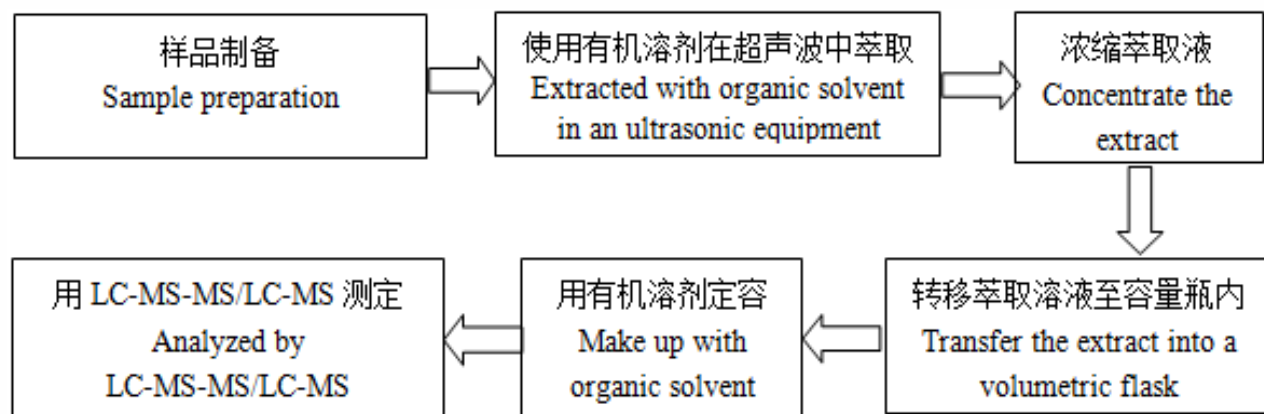 样品制备
Sample preparation
使用有机溶剂在超声波中萃取
Extracted with organic solvent
in an ultrasonic equipment
浓缩萃取液
Concentrate the
extract
转移萃取溶液至容量瓶内
Transfer the extract into a
volumetric flask
用有机溶剂定容
Make up with
organic solvent
用 LC-MS-MS/LC-MS 测定
Analyzed by
LC-MS-MS/LC-MS